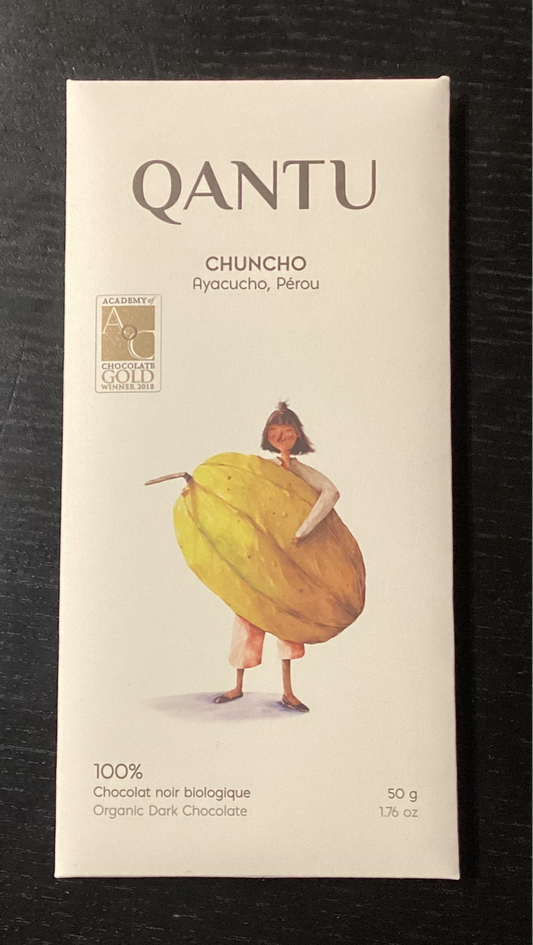 QANTU
CHUNCHO
Ayacucho, Pérou
ACADEMY of
A o C
CHOCOLATE
GOLD
WINNER 2018
100%
Chocolat noir biologique
50 g
Organic Dark Chocolate
1.76 oz